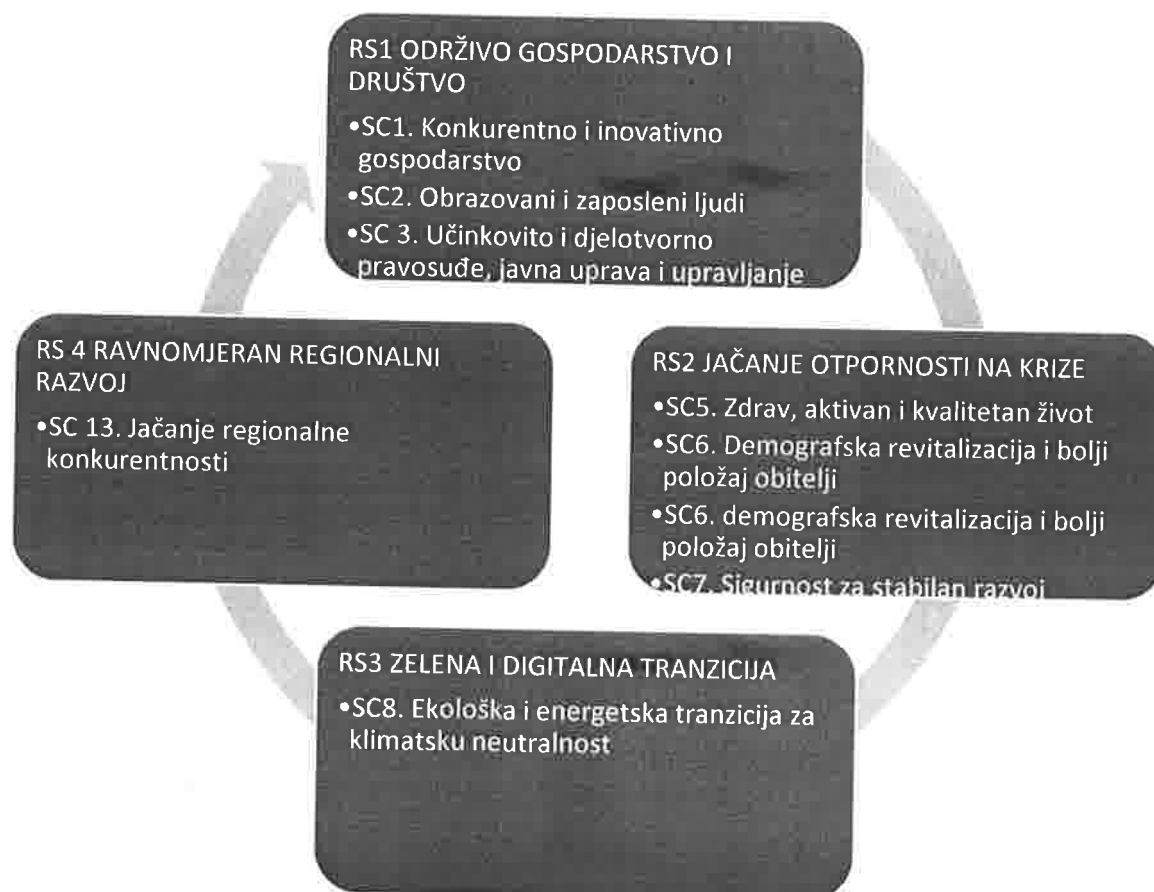 RS1 ODRŽIVO GOSPODARSTVO I
DRUŠTVO
•SC1. Konkurentno i inovativno
gospodarstvo
•SC2. Obrazovani i zaposleni ljudi
•SC 3. Učinkovito i djelotvorno
pravosuđe, javna uprava i upravljanje
RS2 JAČANJE OTPORNOSTI NA KRIZE
•SC5. Zdrav, aktivan i kvalitetan život
•SC6. Demografska revitalizacija i bolji
položaj obitelji
•SC6. demografska revitalizacija i bolji
položaj obitelji
•SC7. Sigurnost za stabilan razvoj
RS3 ZELENA I DIGITALNA TRANZICIJA
•SC8. Ekološka i energetska tranzicija za
klimatsku neutralnost
RS 4 RAVNOMJERAN REGIONALNI
RAZVOJ
•SC 13. Jačanje regionalne
konkurentnosti